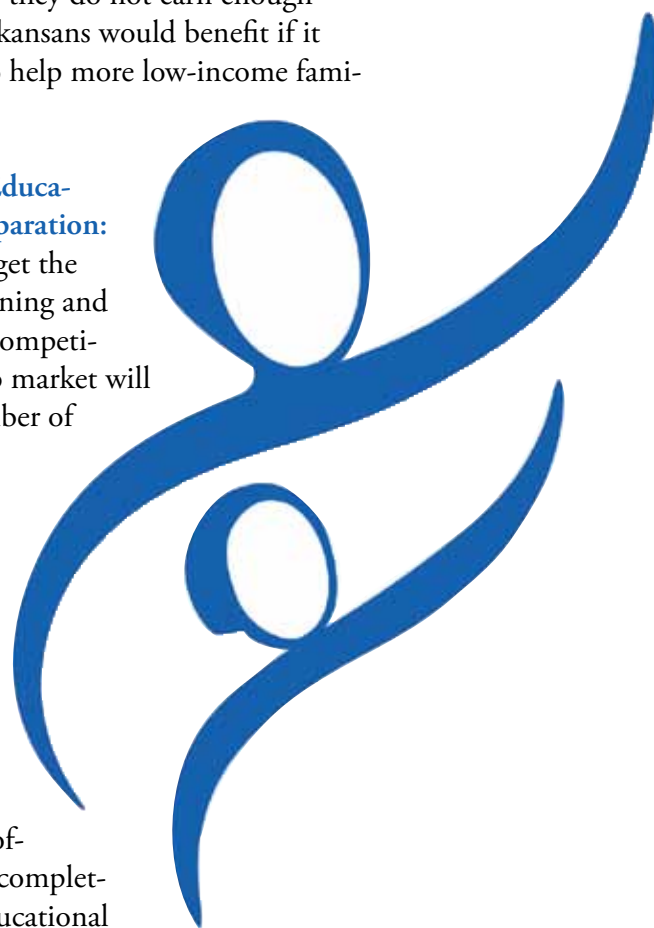 they do not earn enough
kansans would benefit if it
help more low-income fami-
Educa-
paration:
get the
ning and
ompeti-
market will
ber of
of-
complet-
ucational